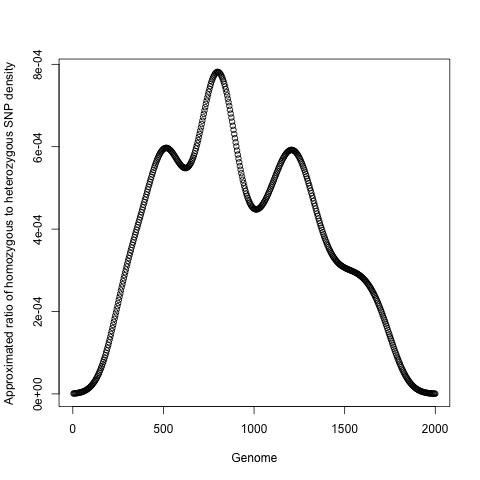 Approximated ratio of homozygous to heterozygous SNP density
8e-04
6e-04
4e-04
2e-04
0e+00
0 500 1000 1500 2000
Genome